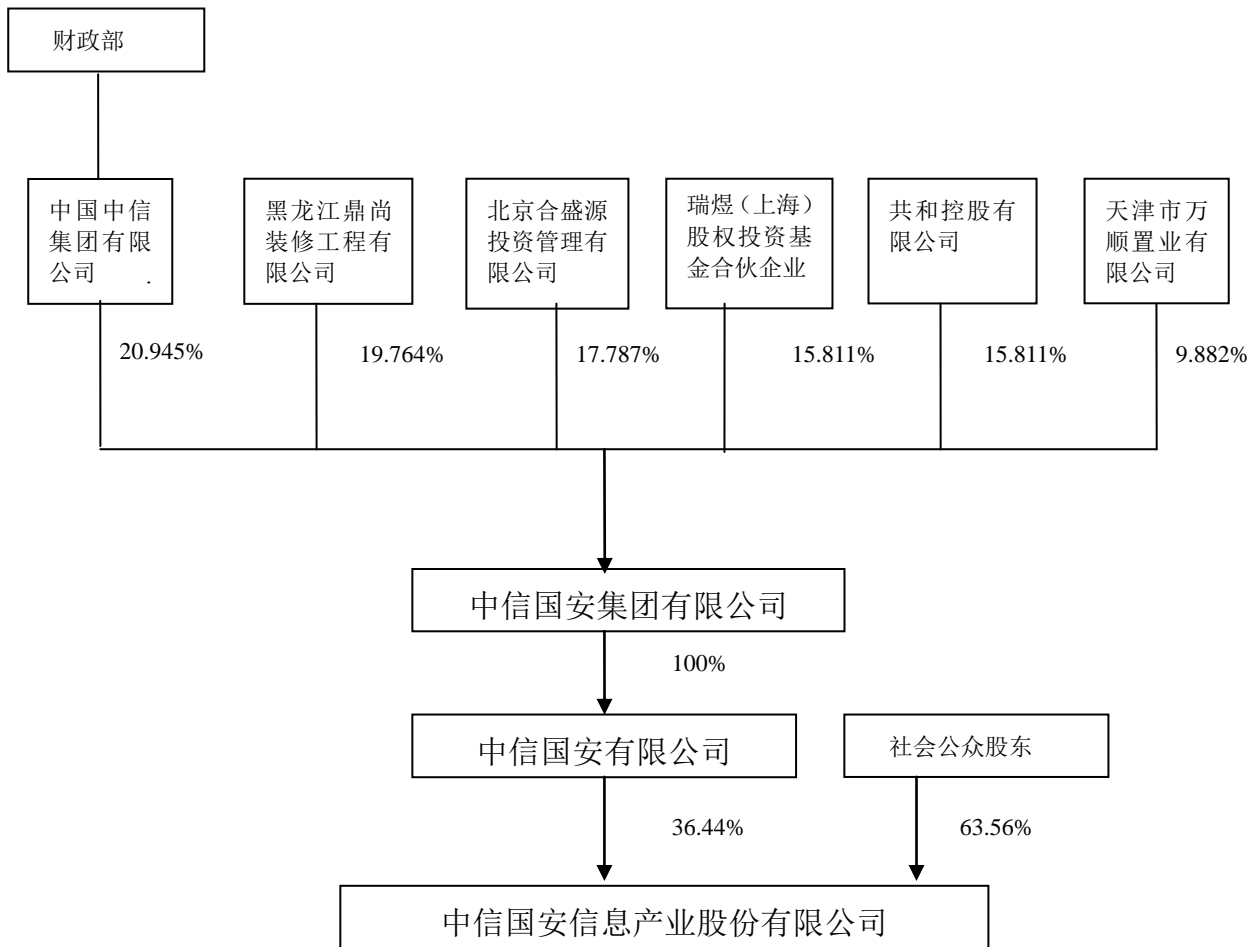 财政部
中国中信
集团有限
公司 .
黑龙江鼎尚
装修工程有
限公司
北京合盛源
投资管理有
限公司
瑞煜（上海）
股权投资基
金合伙企业
共和控股有
限公司
天津市万
顺置业有
限公司
20.945%
19.764%
17.787%
15.811%
15.811%
9.882%
中信国安集团有限公司
100%
中信国安有限公司
社会公众股东
36.44%
63.56%
中信国安信息产业股份有限公司